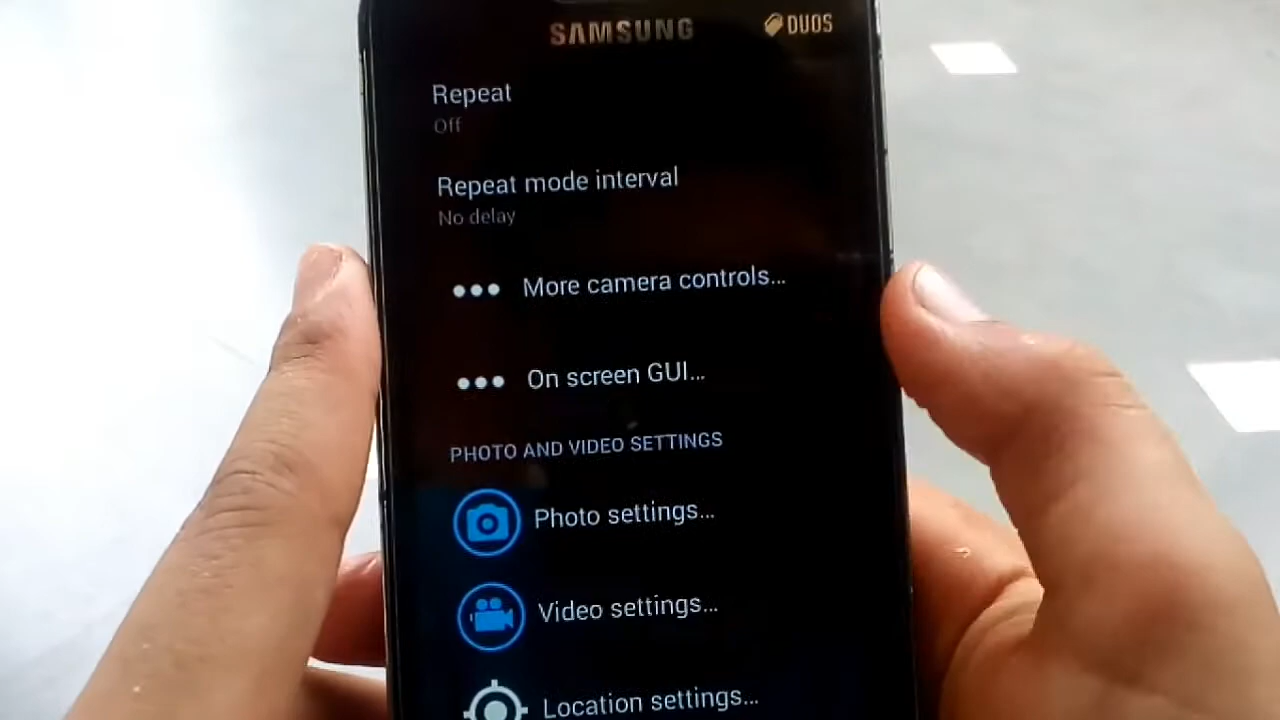 SAMSUNG
DUOS
Repeat
Off
Repeat mode interval
No delay
More camera controls...
On screen GUI...
PHOTO AND VIDEO SETTINGS
Photo settings...
Video settings...
Location settings...